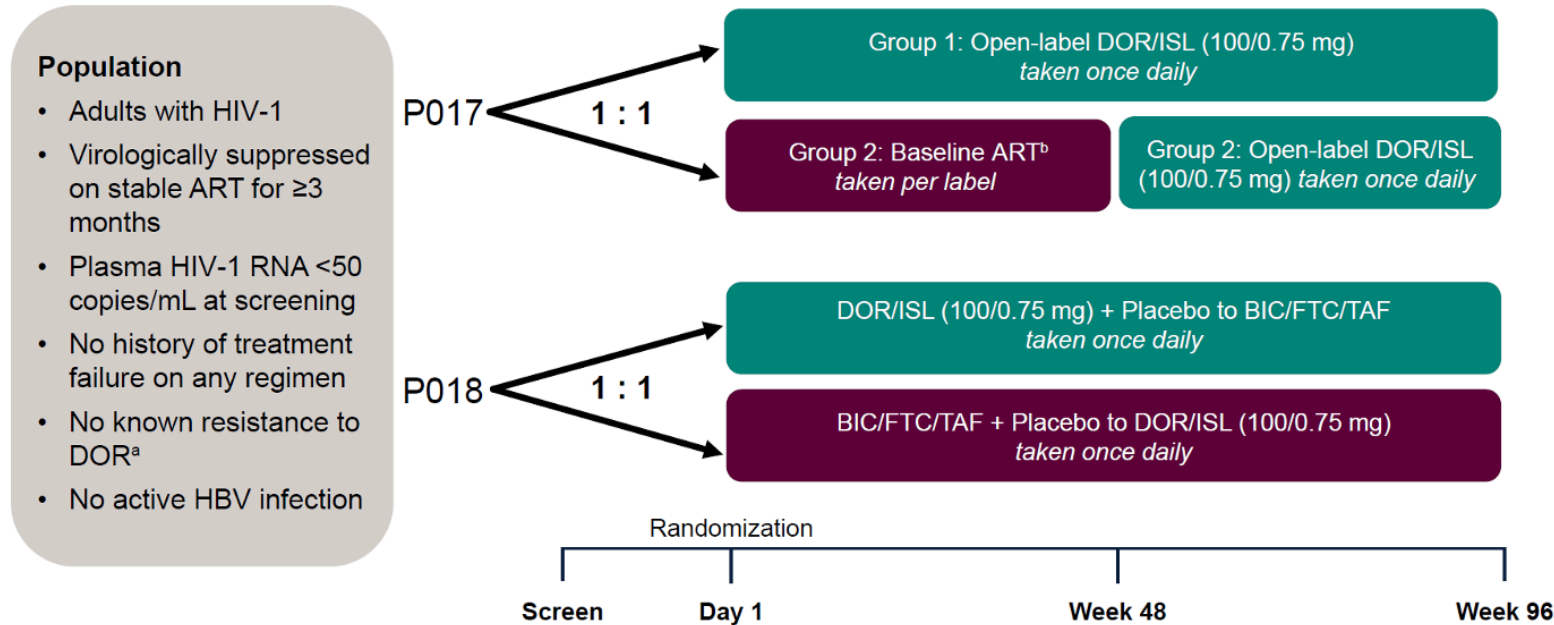 Population
• Adults with HIV-1
• Virologically suppressed
on stable ART for ≥3
months
• Plasma HIV-1 RNA <50
copies/mL at screening
• No history of treatment
failure on any regimen
• No known resistance to
DORᵃ
• No active HBV infection
P017
1 : 1
Group 1: Open-label DOR/ISL (100/0.75 mg)
taken once daily
Group 2: Baseline ARTᵇ
taken per label
Group 2: Open-label DOR/ISL
(100/0.75 mg) taken once daily
P018
1 : 1
DOR/ISL (100/0.75 mg) + Placebo to BIC/FTC/TAF
taken once daily
BIC/FTC/TAF + Placebo to DOR/ISL (100/0.75 mg)
taken once daily
Randomization
Screen Day 1 Week 48 Week 96